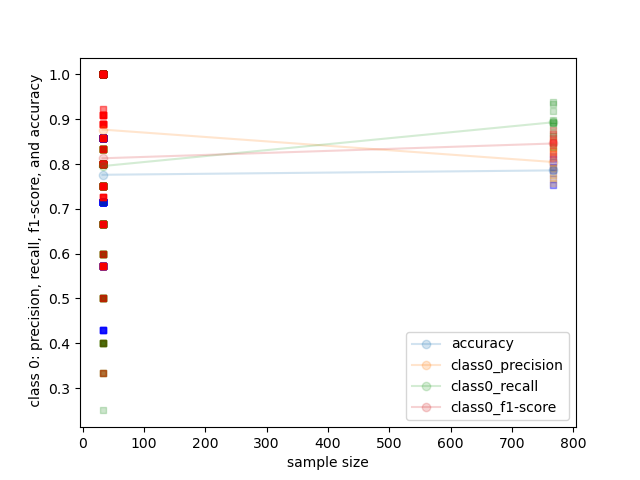 class 0: precision, recall, f1-score, and accuracy
1.0
0.9
0.8
0.7
0.6
0.5
0.4
0.3
accuracy
class0_precision
class0_recall
class0_f1-score
0 100 200 300 400 500 600 700 800
sample size